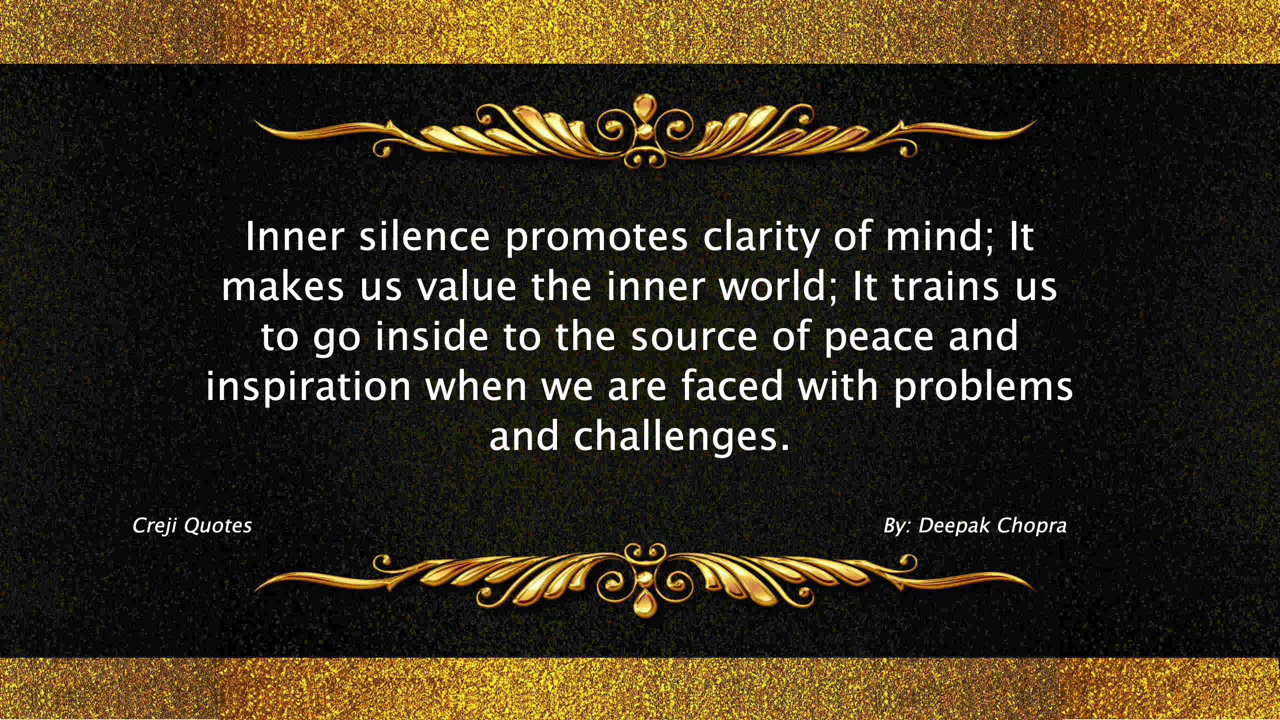 Inner silence promotes clarity of mind; It
makes us value the inner world; It trains us
to go inside to the source of peace and
inspiration when we are faced with problems
and challenges.
Creji Quotes
By: Deepak Chopra